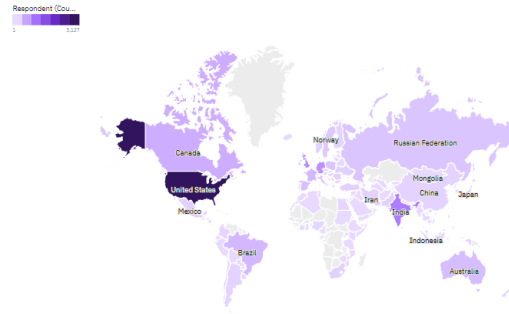 Respondent (Cou...
1 3,127
Norway
Russian Federation
Canada
Mongolia
United States
China
Japan
Iran
Mexico
India
Indonesia
Brazil
Australia